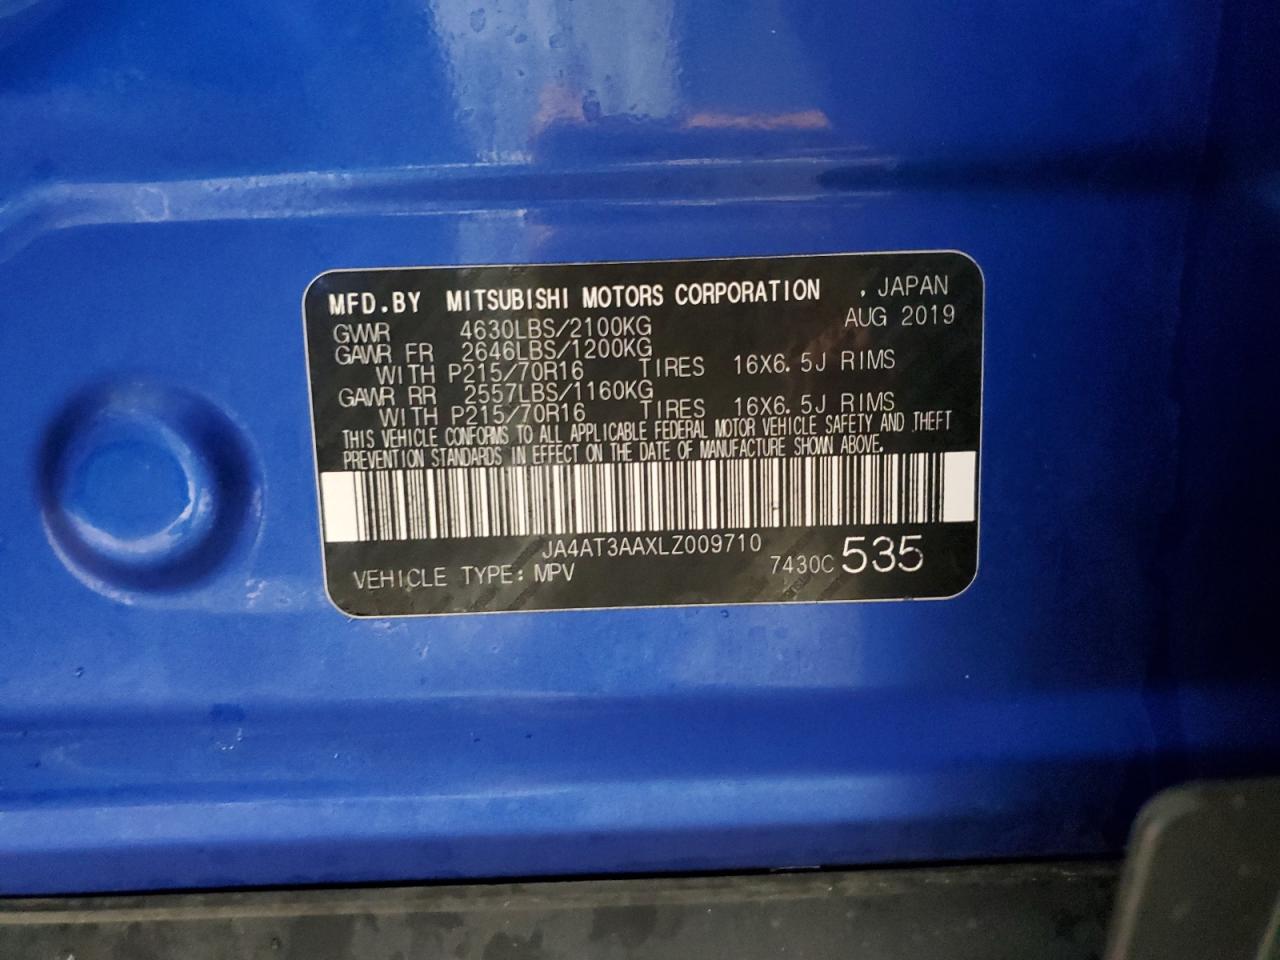 MFD.BY MITSUBISHI MOTORS CORPORATION , JAPAN
GWR 4630LBS/2100KG AUG 2019
GAWR FR 2646LBS/1200KG
WITH P215/70R16 TIRES 16X6.5J RIMS
GAWR RR 2557LBS/1160KG
WITH P215/70R16 TIRES 16X6.5J RIMS
THIS VEHICLE CONFORMS TO ALL APPLICABLE FEDERAL MOTOR VEHICLE SAFETY AND THEFT
PREVENTION STANDARDS IN EFFECT ON THE DATE OF MANUFACTURE SHOWN ABOVE.
JA4AT3AAXLZ009710
VEHICLE TYPE: MPV 7430C 535